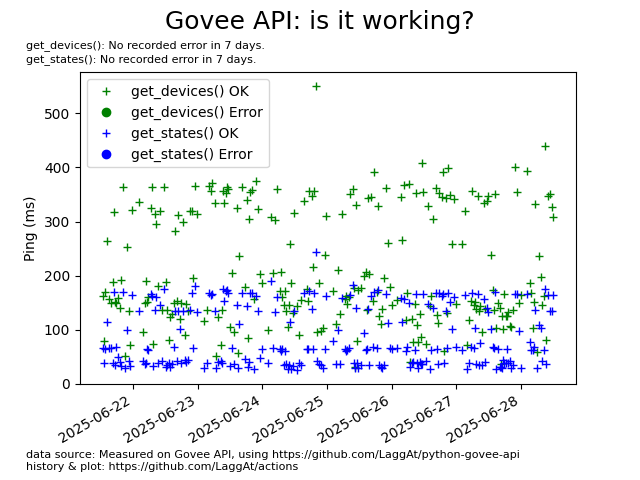 Govee API: is it working?
get_devices(): No recorded error in 7 days.
get_states(): No recorded error in 7 days.
get_devices() OK
get_devices() Error
get_states() OK
get_states() Error
Ping (ms)
500
400
300
200
100
0
2025-06-22
2025-06-23
2025-06-24
2025-06-25
2025-06-26
2025-06-27
2025-06-28
data source: Measured on Govee API, using https://github.com/LaggAt/python-govee-api
history & plot: https://github.com/LaggAt/actions